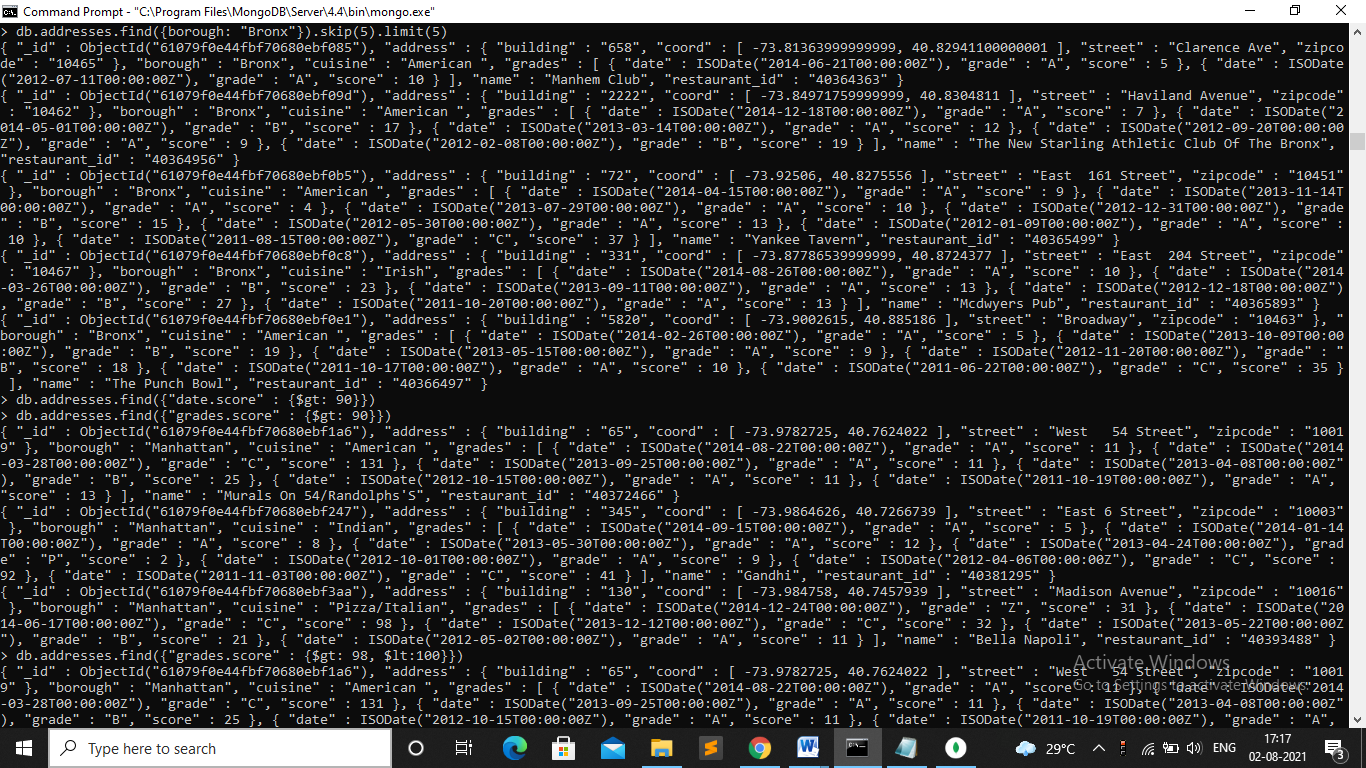 Command Prompt - "C:\Program Files\MongoDB\Server\4.4\bin\mongo.exe"
> db.addresses.find({borough: "Bronx"}).skip(5).limit(5)
{ "_id" : ObjectId("61079f0e44fbf70680ebf085"), "address" : { "building" : "658", "coord" : [ -73.81363999999999, 40.82941100000001 ], "street" : "Clarence Ave", "zipco
de" : "10465" }, "borough" : "Bronx", "cuisine" : "American ", "grades" : [ { "date" : ISODate("2014-06-21T00:00:00Z"), "grade" : "A", "score" : 5 }, { "date" : ISODate
("2012-07-11T00:00:00Z"), "grade" : "A", "score" : 10 } ], "name" : "Manhem Club", "restaurant_id" : "40364363" }
{ "_id" : ObjectId("61079f0e44fbf70680ebf09d"), "address" : { "building" : "2222", "coord" : [ -73.84971759999999, 40.8304811 ], "street" : "Haviland Avenue", "zipcode"
: "10462" }, "borough" : "Bronx", "cuisine" : "American ", "grades" : [ { "date" : ISODate("2014-12-18T00:00:00Z"), "grade" : "A", "score" : 7 }, { "date" : ISODate("2
014-05-01T00:00:00Z"), "grade" : "B", "score" : 17 }, { "date" : ISODate("2013-03-14T00:00:00Z"), "grade" : "A", "score" : 12 }, { "date" : ISODate("2012-09-20T00:00:00
Z"), "grade" : "A", "score" : 9 }, { "date" : ISODate("2012-02-08T00:00:00Z"), "grade" : "B", "score" : 19 } ], "name" : "The New Starling Athletic Club Of The Bronx",
"restaurant_id" : "40364956" }
{ "_id" : ObjectId("61079f0e44fbf70680ebf0b5"), "address" : { "building" : "72", "coord" : [ -73.92506, 40.8275556 ], "street" : "East  161 Street", "zipcode" : "10451"
 }, "borough" : "Bronx", "cuisine" : "American ", "grades" : [ { "date" : ISODate("2014-04-15T00:00:00Z"), "grade" : "A", "score" : 9 }, { "date" : ISODate("2013-11-14T
00:00:00Z"), "grade" : "A", "score" : 4 }, { "date" : ISODate("2013-07-29T00:00:00Z"), "grade" : "A", "score" : 10 }, { "date" : ISODate("2012-12-31T00:00:00Z"), "grade
" : "B", "score" : 15 }, { "date" : ISODate("2012-05-30T00:00:00Z"), "grade" : "A", "score" : 13 }, { "date" : ISODate("2012-01-09T00:00:00Z"), "grade" : "A", "score" :
 10 }, { "date" : ISODate("2011-08-15T00:00:00Z"), "grade" : "C", "score" : 37 } ], "name" : "Yankee Tavern", "restaurant_id" : "40365499" }
{ "_id" : ObjectId("61079f0e44fbf70680ebf0c8"), "address" : { "building" : "331", "coord" : [ -73.87786539999999, 40.8724377 ], "street" : "East  204 Street", "zipcode"
: "10467" }, "borough" : "Bronx", "cuisine" : "Irish", "grades" : [ { "date" : ISODate("2014-08-26T00:00:00Z"), "grade" : "A", "score" : 10 }, { "date" : ISODate("2014
-03-26T00:00:00Z"), "grade" : "B", "score" : 23 }, { "date" : ISODate("2013-09-11T00:00:00Z"), "grade" : "A", "score" : 13 }, { "date" : ISODate("2012-12-18T00:00:00Z")
, "grade" : "B", "score" : 27 }, { "date" : ISODate("2011-10-20T00:00:00Z"), "grade" : "A", "score" : 13 } ], "name" : "Mcdwyers Pub", "restaurant_id" : "40365893" }
{ "_id" : ObjectId("61079f0e44fbf70680ebf0e1"), "address" : { "building" : "5820", "coord" : [ -73.9002615, 40.885186 ], "street" : "Broadway", "zipcode" : "10463" }, "
borough" : "Bronx", "cuisine" : "American ", "grades" : [ { "date" : ISODate("2014-02-26T00:00:00Z"), "grade" : "A", "score" : 5 }, { "date" : ISODate("2013-10-09T00:00
:00Z"), "grade" : "B", "score" : 19 }, { "date" : ISODate("2013-05-15T00:00:00Z"), "grade" : "A", "score" : 9 }, { "date" : ISODate("2012-11-20T00:00:00Z"), "grade" : "
B", "score" : 18 }, { "date" : ISODate("2011-10-17T00:00:00Z"), "grade" : "A", "score" : 10 }, { "date" : ISODate("2011-06-22T00:00:00Z"), "grade" : "C", "score" : 35 }
 ], "name" : "The Punch Bowl", "restaurant_id" : "40366497" }
> db.addresses.find({"date.score" : {$gt: 90}})
> db.addresses.find({"grades.score" : {$gt: 90}})
{ "_id" : ObjectId("61079f0e44fbf70680ebf1a6"), "address" : { "building" : "65", "coord" : [ -73.9782725, 40.7624022 ], "street" : "West   54 Street", "zipcode" : "1001
9" }, "borough" : "Manhattan", "cuisine" : "American ", "grades" : [ { "date" : ISODate("2014-08-22T00:00:00Z"), "grade" : "A", "score" : 11 }, { "date" : ISODate("2014
-03-28T00:00:00Z"), "grade" : "C", "score" : 131 }, { "date" : ISODate("2013-09-25T00:00:00Z"), "grade" : "A", "score" : 11 }, { "date" : ISODate("2013-04-08T00:00:00Z"
), "grade" : "B", "score" : 25 }, { "date" : ISODate("2012-10-15T00:00:00Z"), "grade" : "A", "score" : 11 }, { "date" : ISODate("2011-10-19T00:00:00Z"), "grade" : "A",
"score" : 13 } ], "name" : "Murals On 54/Randolphs'S", "restaurant_id" : "40372466" }
{ "_id" : ObjectId("61079f0e44fbf70680ebf247"), "address" : { "building" : "345", "coord" : [ -73.9864626, 40.7266739 ], "street" : "East 6 Street", "zipcode" : "10003"
 }, "borough" : "Manhattan", "cuisine" : "Indian", "grades" : [ { "date" : ISODate("2014-09-15T00:00:00Z"), "grade" : "A", "score" : 5 }, { "date" : ISODate("2014-01-14
T00:00:00Z"), "grade" : "A", "score" : 8 }, { "date" : ISODate("2013-05-30T00:00:00Z"), "grade" : "A", "score" : 12 }, { "date" : ISODate("2013-04-24T00:00:00Z"), "grad
e" : "P", "score" : 2 }, { "date" : ISODate("2012-10-01T00:00:00Z"), "grade" : "A", "score" : 9 }, { "date" : ISODate("2012-04-06T00:00:00Z"), "grade" : "C", "score" :
92 }, { "date" : ISODate("2011-11-03T00:00:00Z"), "grade" : "C", "score" : 41 } ], "name" : "Gandhi", "restaurant_id" : "40381295" }
{ "_id" : ObjectId("61079f0e44fbf70680ebf3aa"), "address" : { "building" : "130", "coord" : [ -73.984758, 40.7457939 ], "street" : "Madison Avenue", "zipcode" : "10016"
 }, "borough" : "Manhattan", "cuisine" : "Pizza/Italian", "grades" : [ { "date" : ISODate("2014-12-24T00:00:00Z"), "grade" : "Z", "score" : 31 }, { "date" : ISODate("20
14-06-17T00:00:00Z"), "grade" : "C", "score" : 98 }, { "date" : ISODate("2013-12-12T00:00:00Z"), "grade" : "C", "score" : 32 }, { "date" : ISODate("2013-05-22T00:00:00Z
"), "grade" : "B", "score" : 21 }, { "date" : ISODate("2012-05-02T00:00:00Z"), "grade" : "A", "score" : 11 } ], "name" : "Bella Napoli", "restaurant_id" : "40393488" }
> db.addresses.find({"grades.score" : {$gt: 98, $lt:100}})
{ "_id" : ObjectId("61079f0e44fbf70680ebf1a6"), "address" : { "building" : "65", "coord" : [ -73.9782725, 40.7624022 ], "street" : "West   54 Street", "zipcode" : "1001
9" }, "borough" : "Manhattan", "cuisine" : "American ", "grades" : [ { "date" : ISODate("2014-08-22T00:00:00Z"), "grade" : "A", "score" : 11 }, { "date" : ISODate("2014
-03-28T00:00:00Z"), "grade" : "C", "score" : 131 }, { "date" : ISODate("2013-09-25T00:00:00Z"), "grade" : "A", "score" : 11 }, { "date" : ISODate("2013-04-08T00:00:00Z"
), "grade" : "B", "score" : 25 }, { "date" : ISODate("2012-10-15T00:00:00Z"), "grade" : "A", "score" : 11 }, { "date" : ISODate("2011-10-19T00:00:00Z"), "grade" : "A",
Activate Windows
Go to Settings to activate Windows.
Type here to search
29°C
ENG
17:17
02-08-2021
3